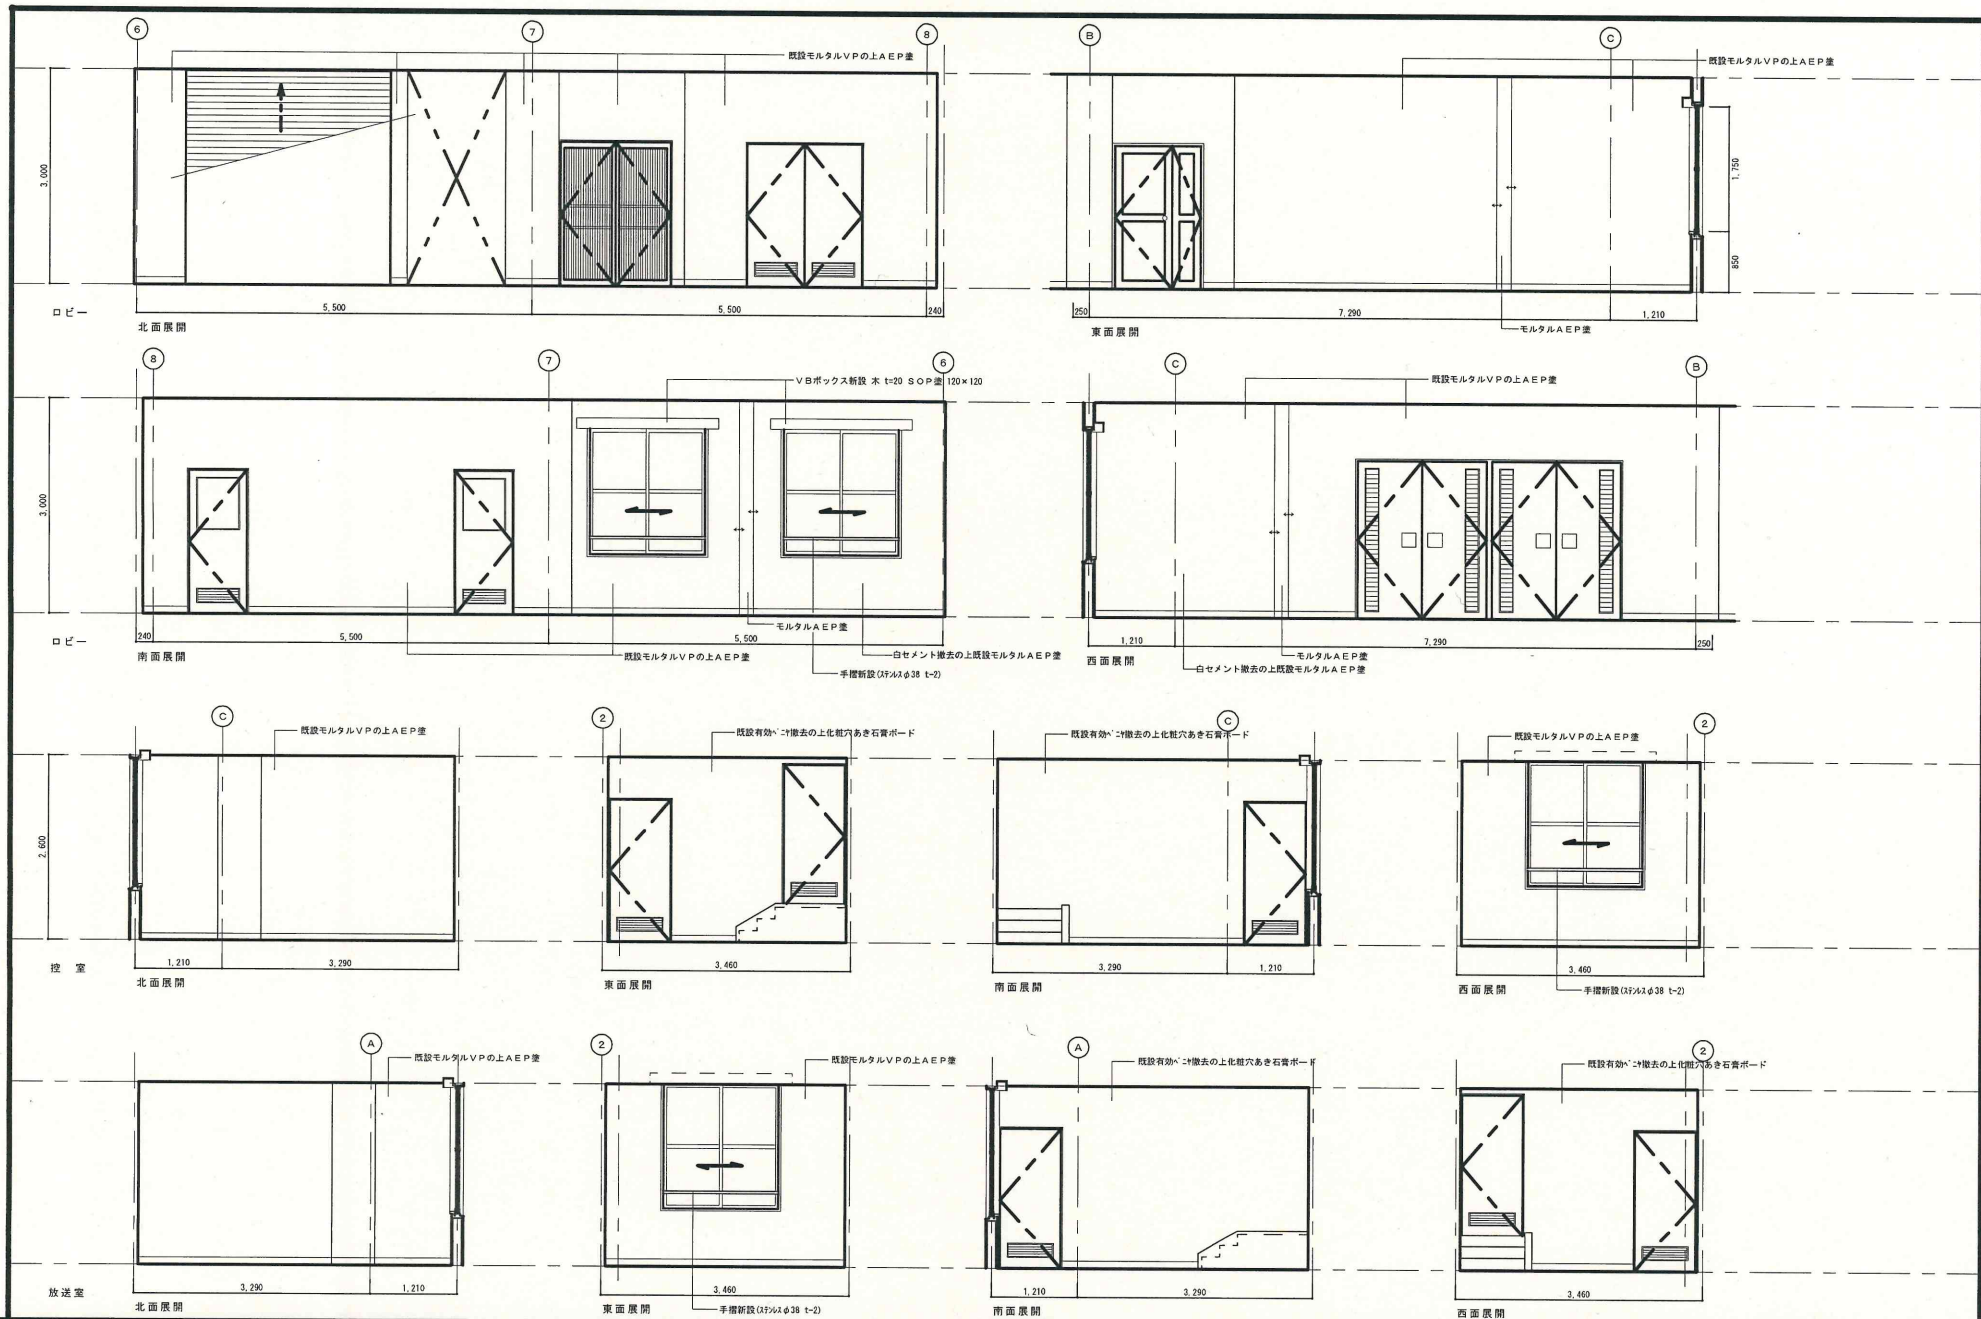 6
7
8
既設モルタルVPの上AEP塗
3,000
ロビー
5,500
5,500
240
北面展開
B
C
既設モルタルVPの上AEP塗
1,750
850
250
7,290
1,210
モルタルAEP塗
東面展開
8
7
6
VBボックス新設 木 t=20 SOP塗 120×120
3,000
ロビー
240
5,500
5,500
モルタルAEP塗
南面展開
既設モルタルVPの上AEP塗
白セメント撤去の上既設モルタルAEP塗
手摺新設(ステンレスφ38 t-2)
C
B
既設モルタルVPの上AEP塗
1,210
7,290
250
モルタルAEP塗
西面展開
白セメント撤去の上既設モルタルAEP塗
C
既設モルタルVPの上AEP塗
2,600
控 室
1,210
3,290
北面展開
2
既設有効ベニヤ撤去の上化粧穴あき石膏ボード
3,460
東面展開
C
既設有効ベニヤ撤去の上化粧穴あき石膏ボード
3,290
1,210
南面展開
2
既設モルタルVPの上AEP塗
3,460
西面展開
手摺新設(ステンレスφ38 t-2)
A
既設モルタルVPの上AEP塗
放送室
3,290
1,210
北面展開
2
既設モルタルVPの上AEP塗
3,460
東面展開
手摺新設(ステンレスφ38 t-2)
A
既設有効ベニヤ撤去の上化粧穴あき石膏ボード
1,210
3,290
南面展開
2
既設有効ベニヤ撤去の上化粧穴あき石膏ボード
3,460
西面展開